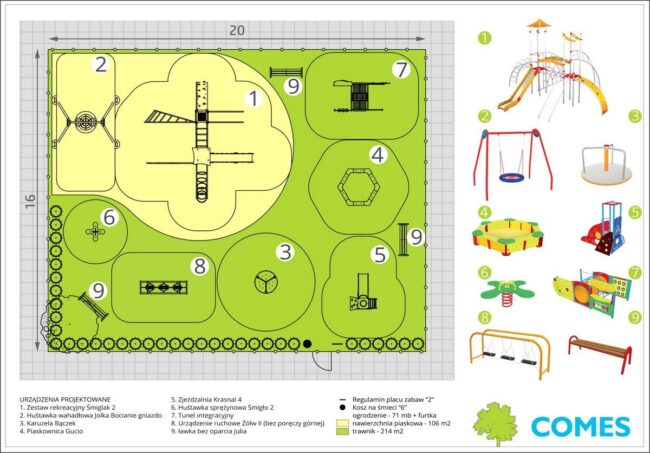 20
16
2
1
9
7
4
6
8
3
5
9
9
1
2
3
4
5
6
7
8
9
URZĄDZENIA PROJEKTOWANE
1. Zestaw rekreacyjny Śmiglak 2
2. Huśtawka wahadłowa Jolka Bocianie gniazdo
3. Karuzela Bączek
4. Piaskownica Gucio
5. Zjeżdżalnia Krasnal 4
6. Huśtawka sprężynowa Śmigło 2
7. Tunel integracyjny
8. Urządzenie ruchowe Żółw II (bez poręczy górnej)
9. ławka bez oparcia Julia
Regulamin placu zabaw "2"
Kosz na śmieci "6"
ogrodzenie - 71 mb + furtka
nawierzchnia piaskowa - 106 m2
trawnik - 214 m2
COMES